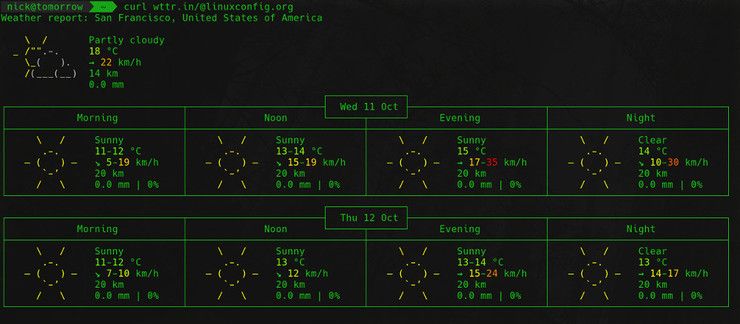 nick@tomorrow ~ curl wttr.in/@linuxconfig.org
Weather report: San Francisco, United States of America
Partly cloudy
18 °C
→ 22 km/h
14 km
0.0 mm
Wed 11 Oct
Morning Noon Evening Night
Sunny Sunny Sunny Clear
11–12 °C 13–14 °C 15 °C 14 °C
↘ 5–19 km/h ↘ 15–19 km/h → 17–35 km/h ↘ 10–30 km/h
20 km 20 km 20 km 20 km
0.0 mm | 0% 0.0 mm | 0% 0.0 mm | 0% 0.0 mm | 0%
Thu 12 Oct
Morning Noon Evening Night
Sunny Sunny Sunny Clear
11–12 °C 13 °C 13–14 °C 13 °C
↘ 7–10 km/h ↘ 12 km/h → 15–24 km/h → 14–17 km/h
20 km 20 km 20 km 20 km
0.0 mm | 0% 0.0 mm | 0% 0.0 mm | 0% 0.0 mm | 0%